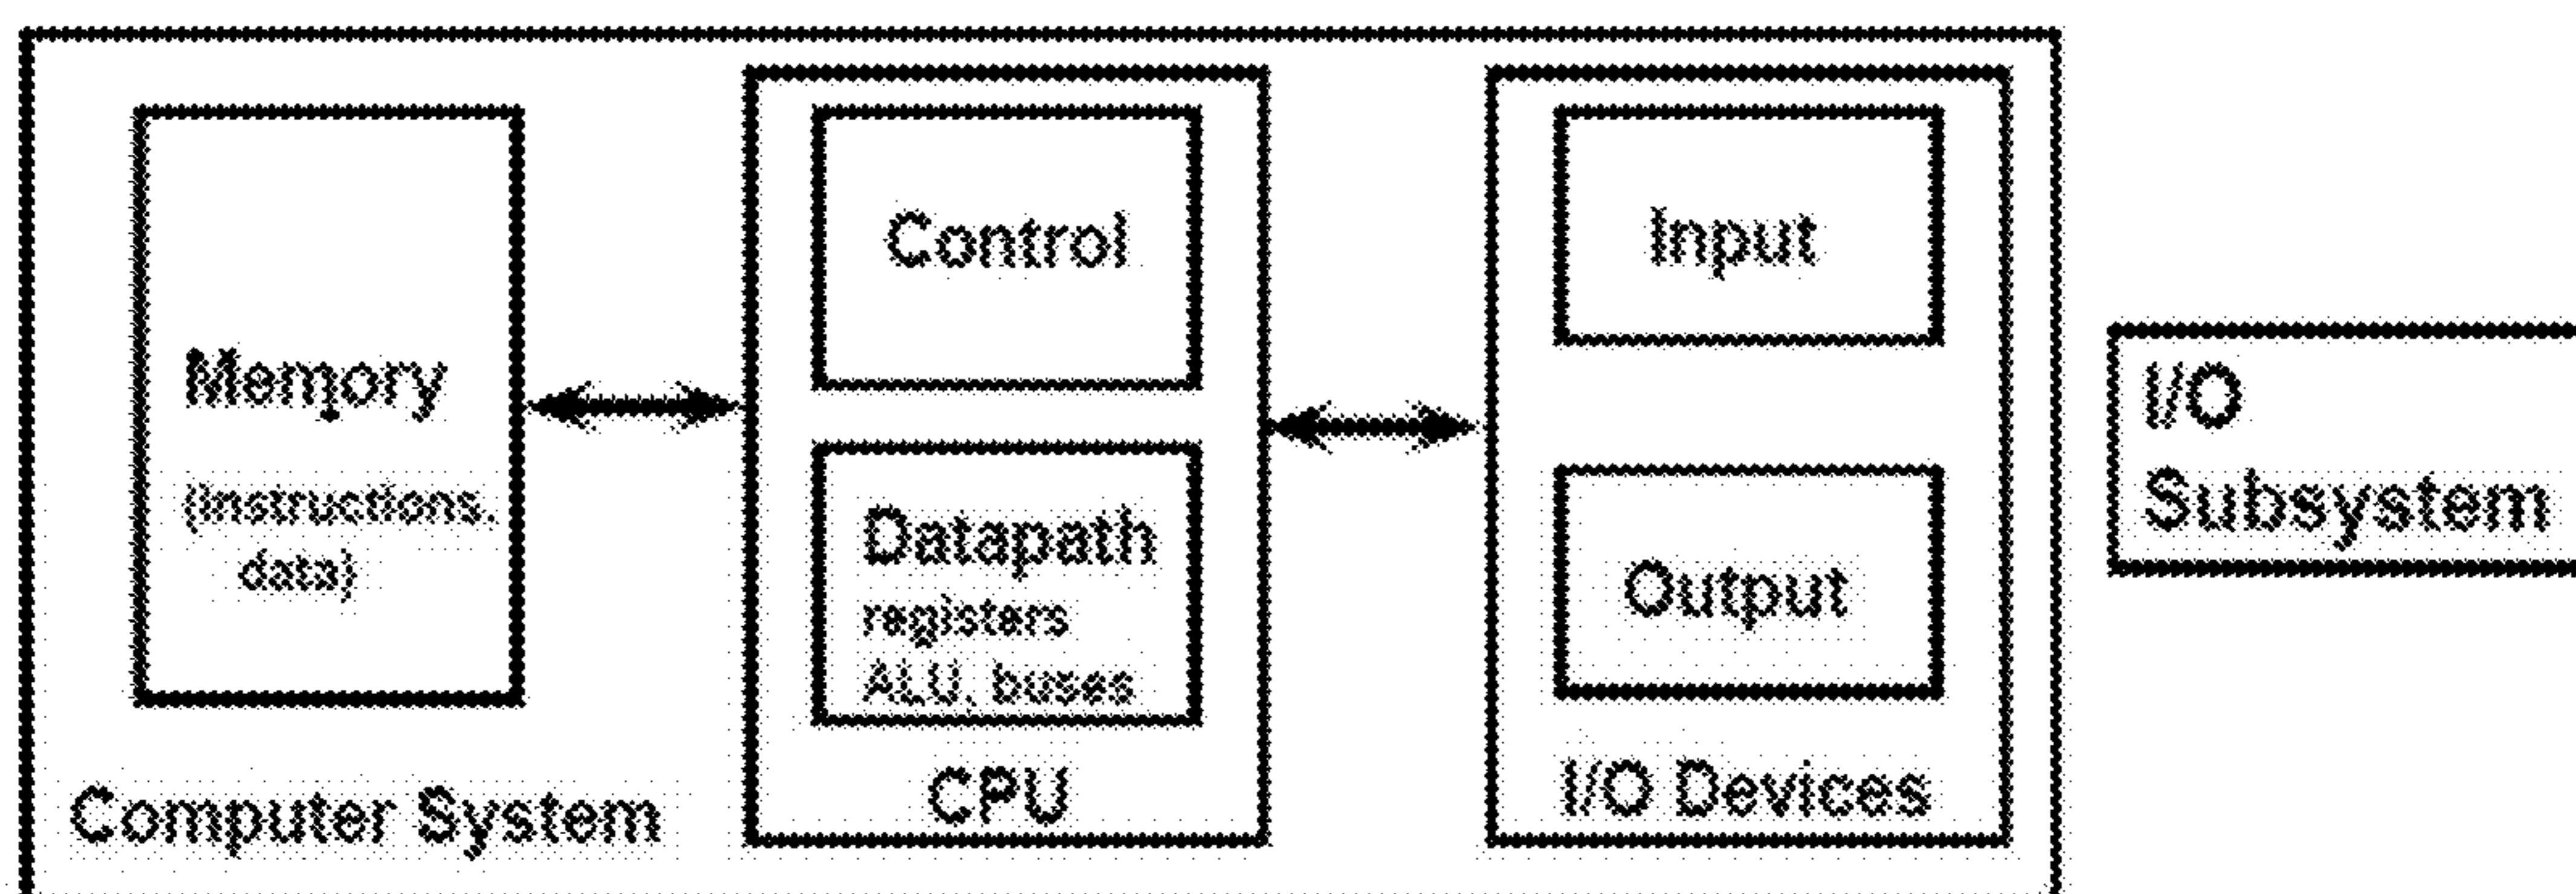 Memory
(instructions,
data)
Computer System
Control
Datapath
registers
ALU, buses
CPU
Input
Output
I/O Devices
I/O
Subsystem